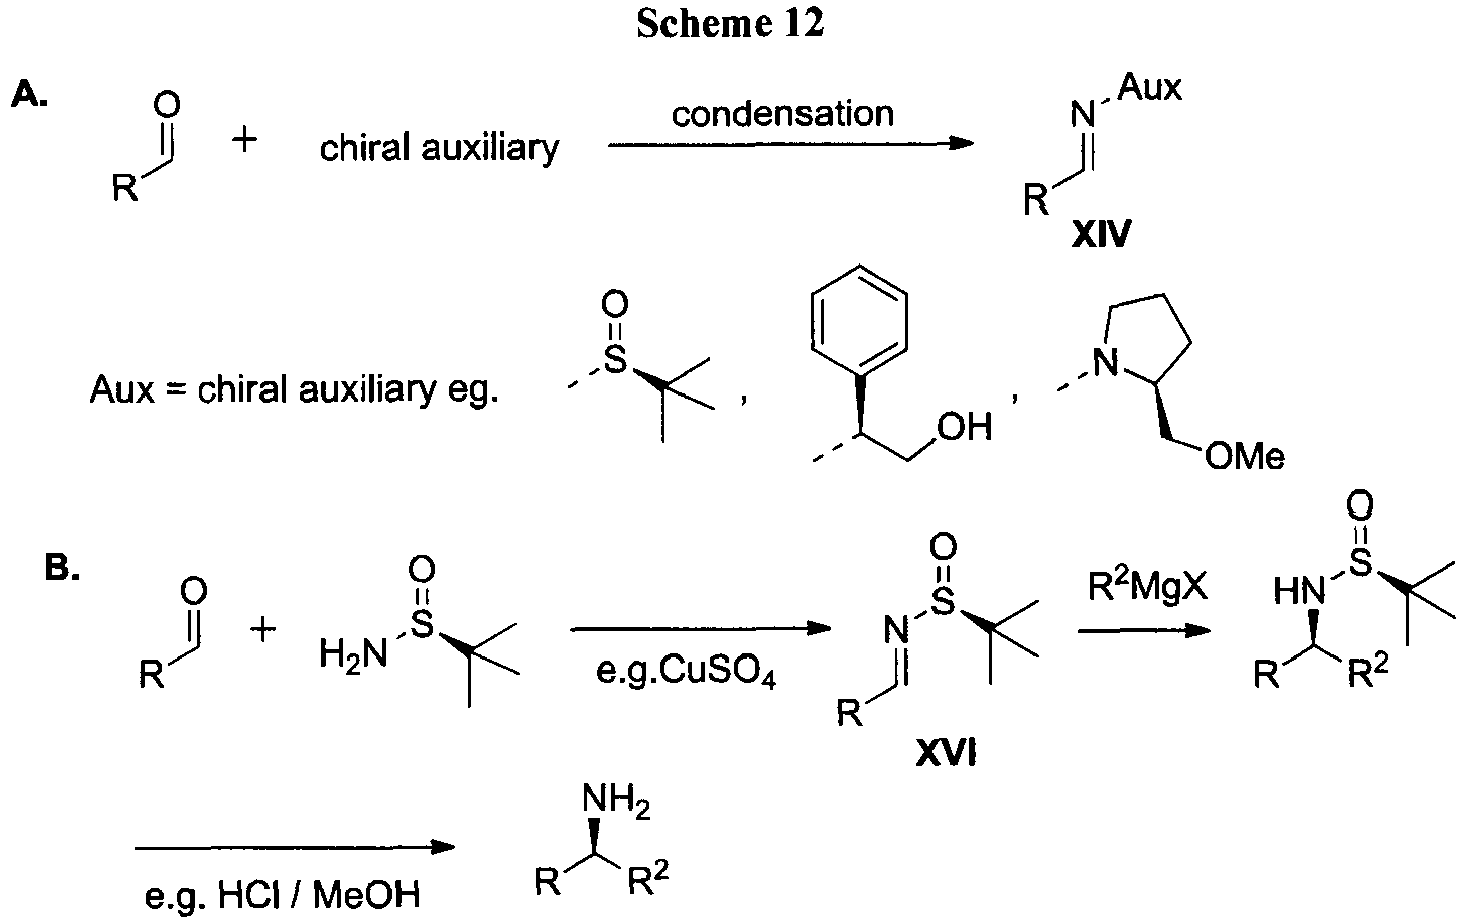 Scheme 12
A.
O
R
+
chiral auxiliary
condensation
N
Aux
R
XIV
Aux = chiral auxiliary eg.
O
S
,
OH
,
N
OMe
B.
O
R
+
O
S
H₂N
e.g.CuSO₄
O
S
N
R
XVI
R²MgX
O
S
HN
R
R²
e.g. HCl / MeOH
NH₂
R
R²